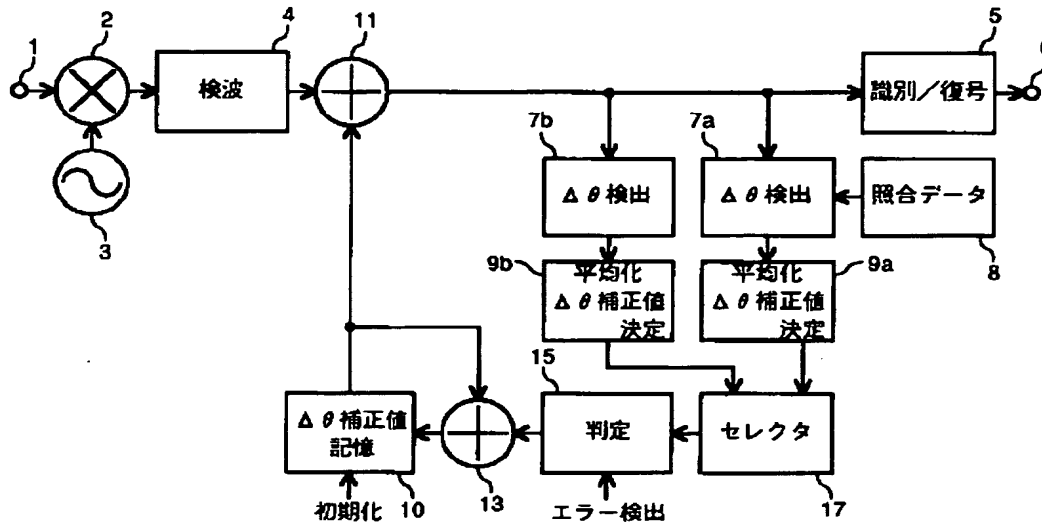 1
2
3
4
検波
11
5
識別／復号
7b
Δθ検出
7a
Δθ検出
照合データ
8
9b
平均化
Δθ補正値
決定
9a
平均化
Δθ補正値
決定
Δθ補正値
記憶
10
初期化
13
15
判定
エラー検出
セレクタ
17